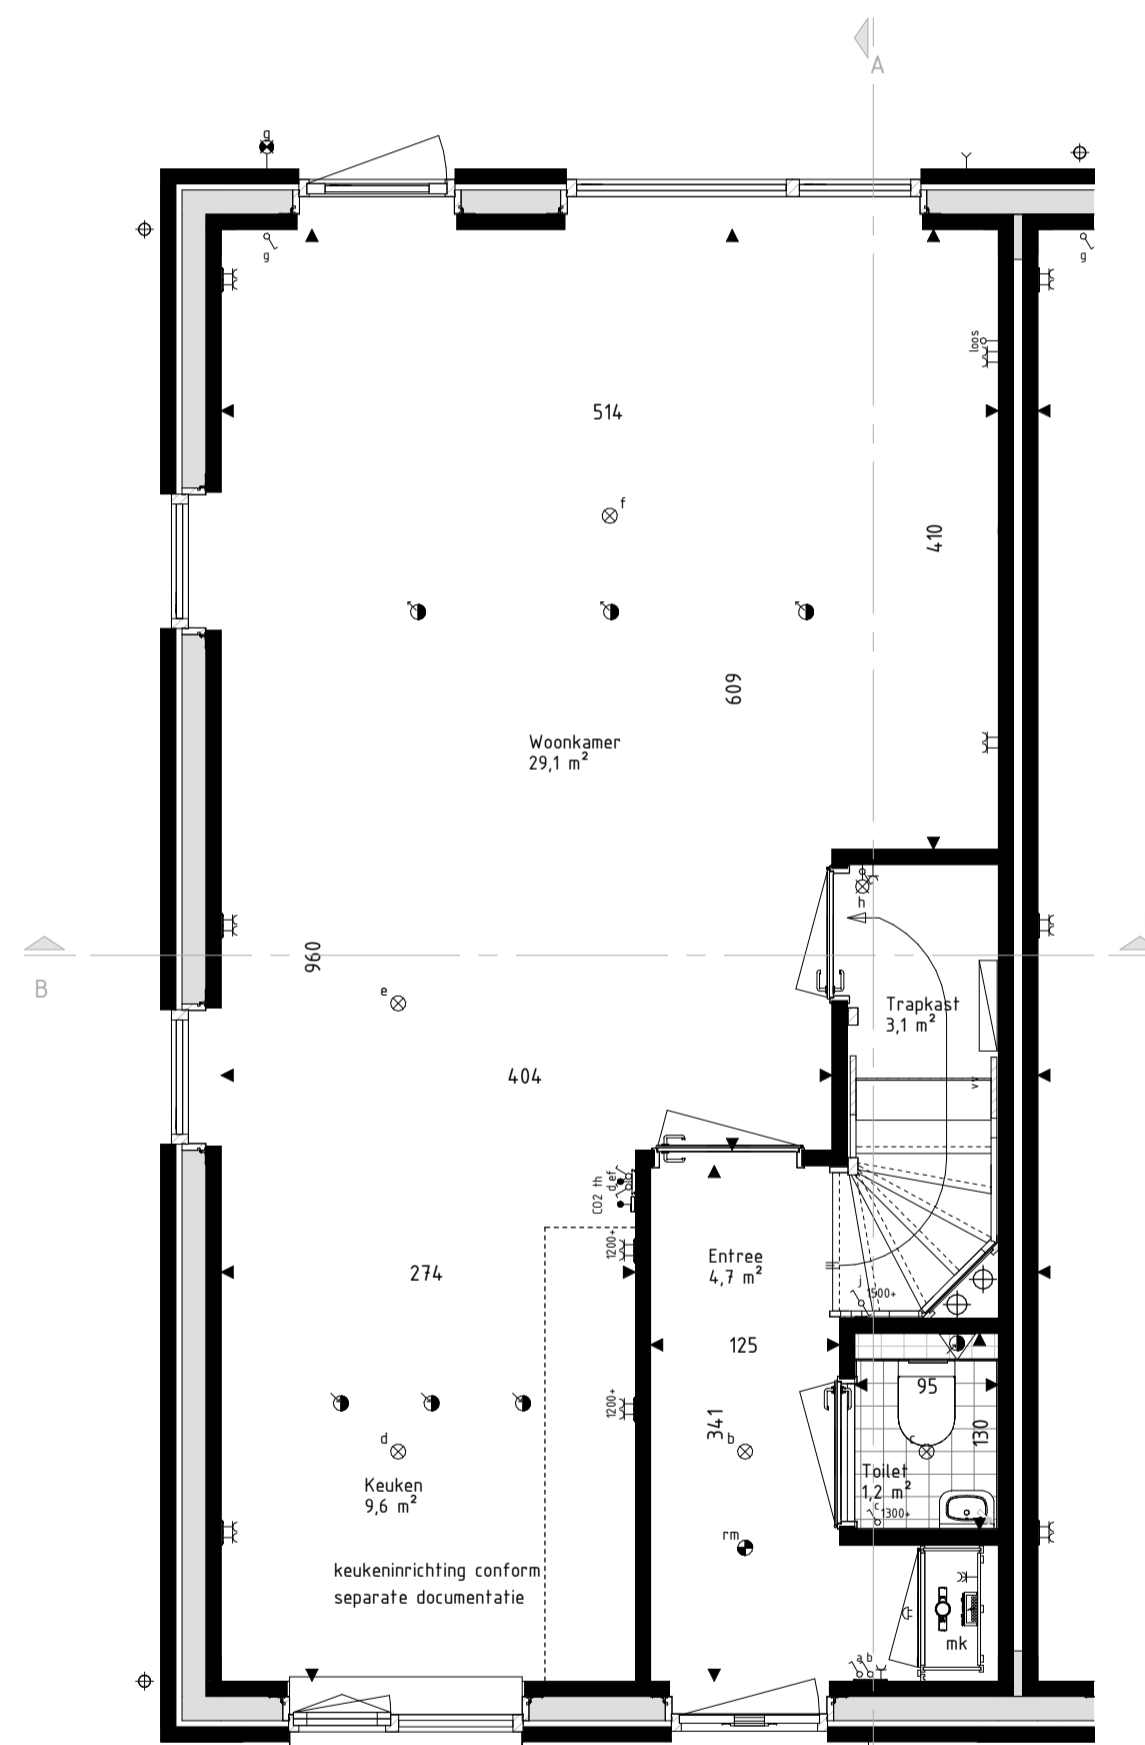 A
g
g
g
loos
514
f
410
609
Woonkamer
29,1 m²
h
960
B
e
Trapkast
3,1 m²
404
vv
CO2 th
d ef
1200+
Entree
4,7 m²
274
j
1500+
125
95
1200+
341
130
d
b
c
Keuken
9,6 m²
Toilet
1,2 m²
c
1300+
rm
keukeninrichting conform
separate documentatie
mk
a b